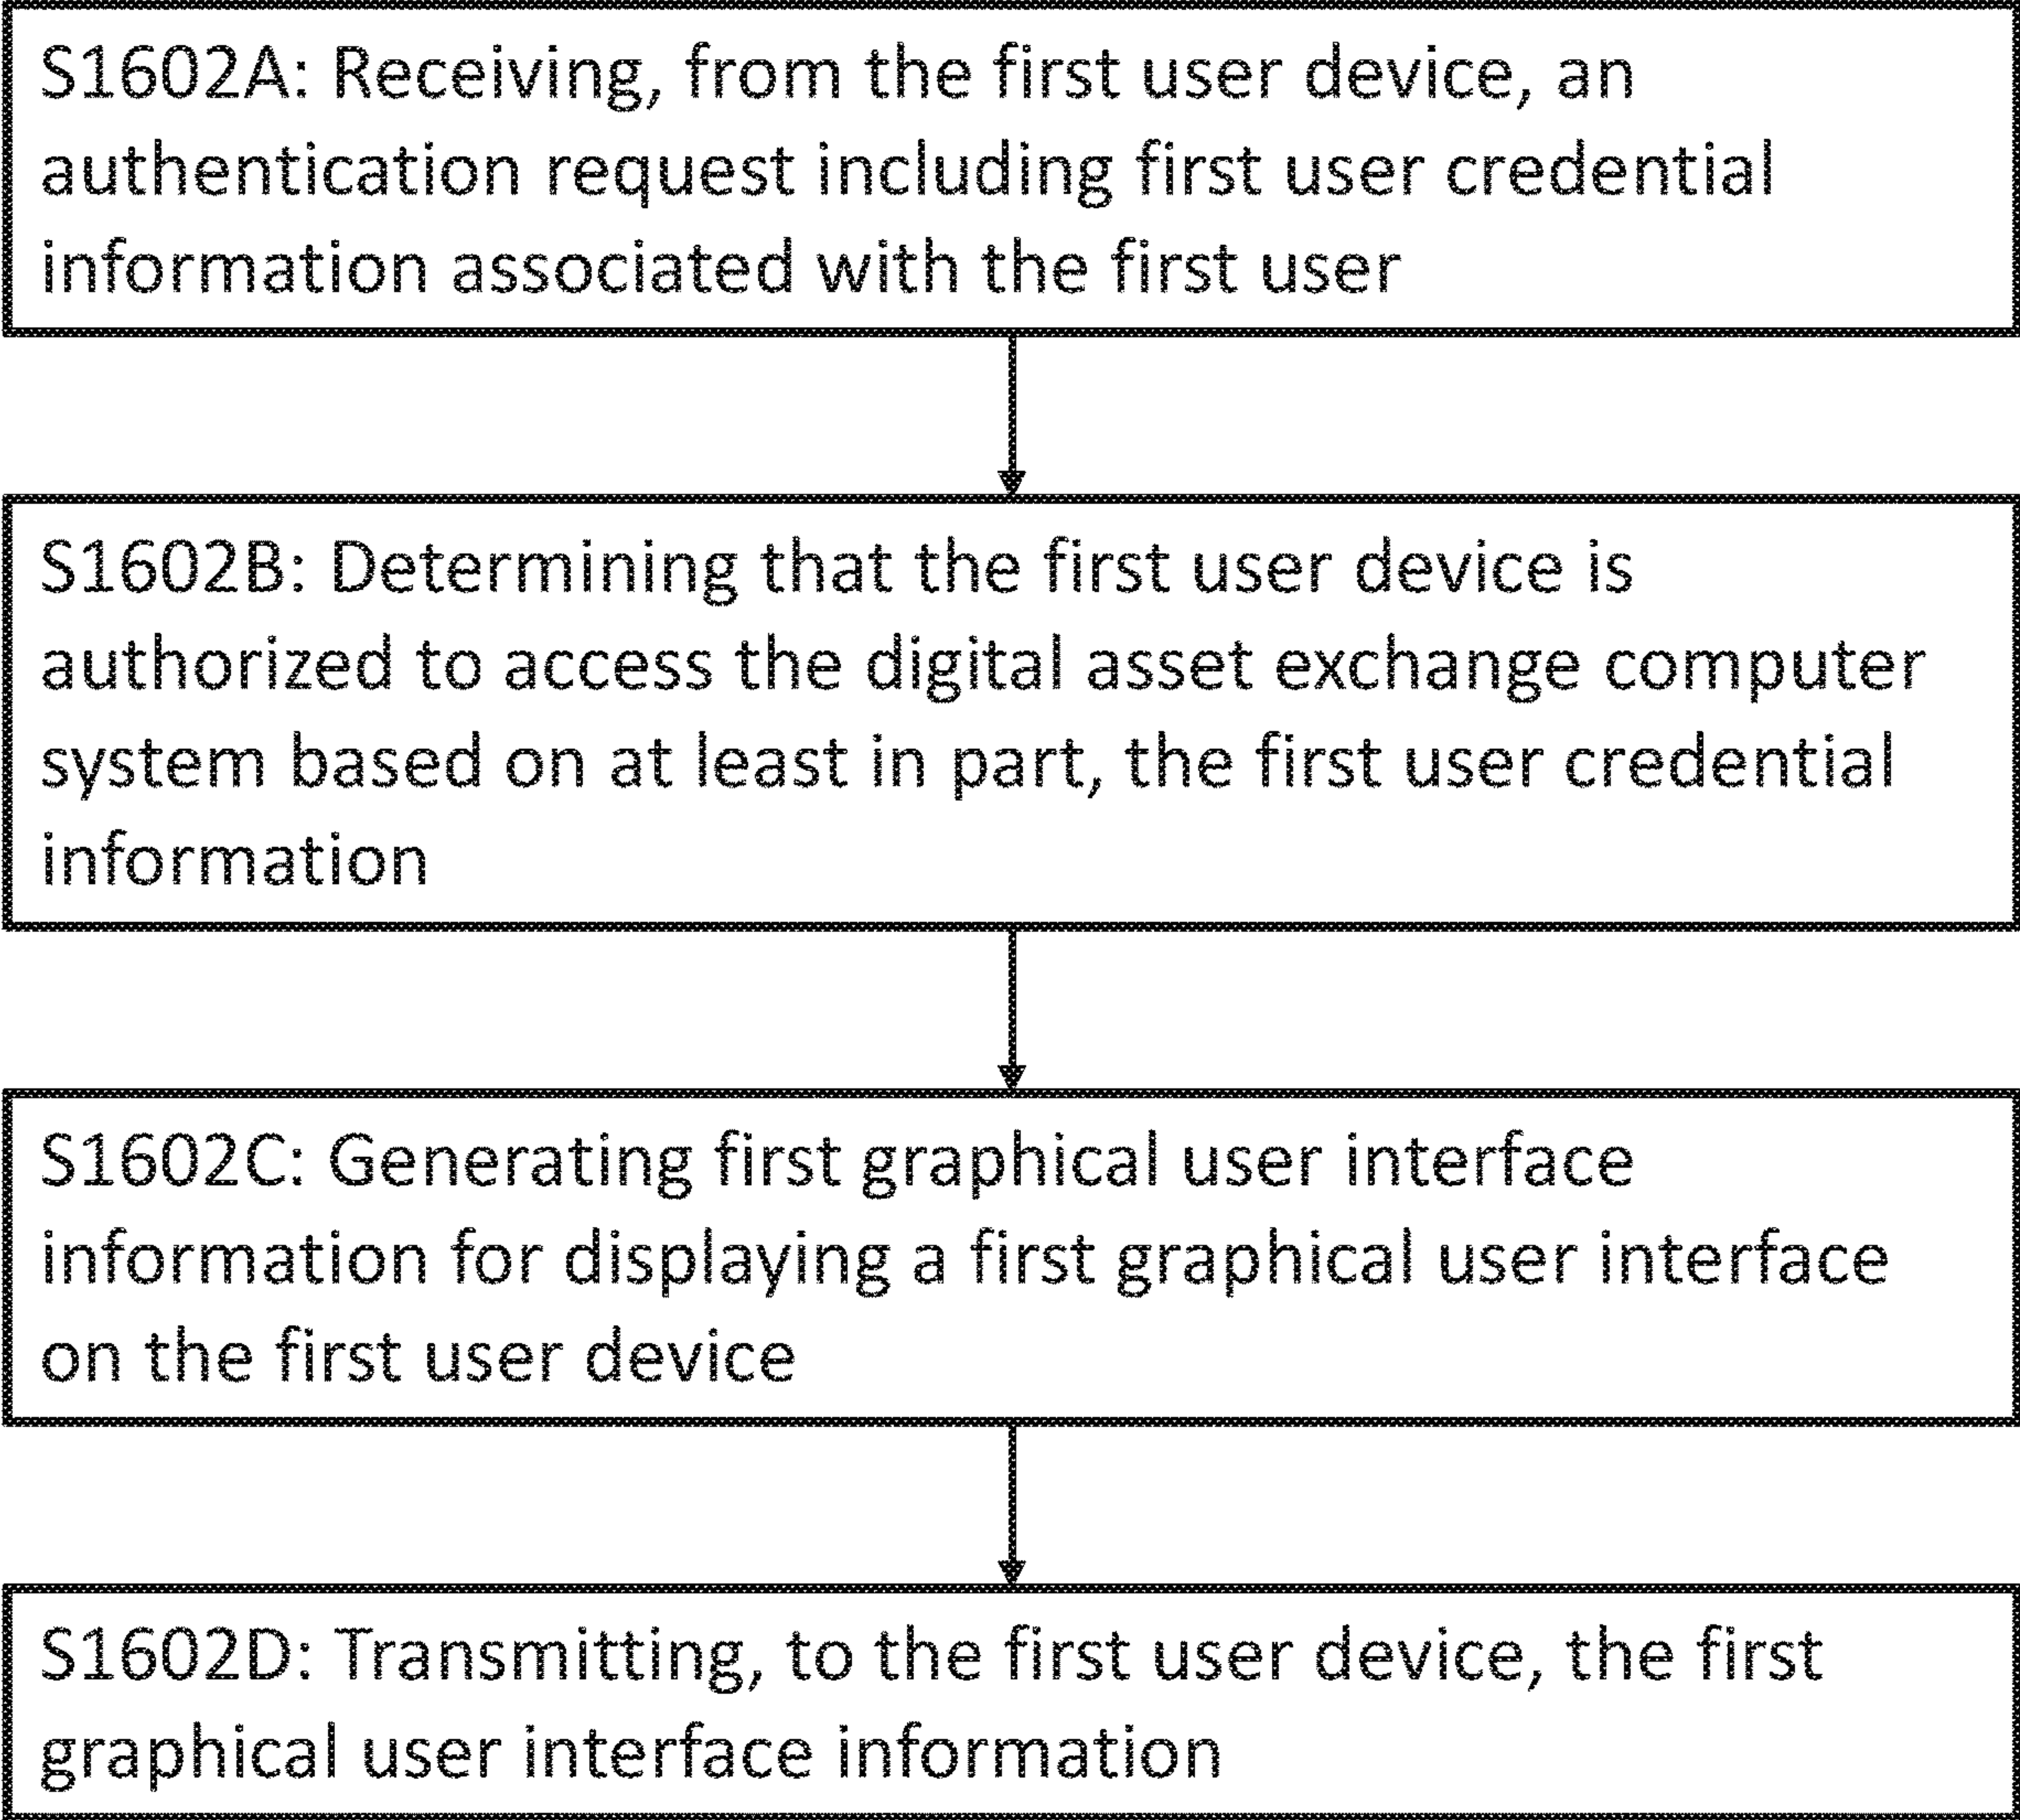 S1602A: Receiving, from the first user device, an
authentication request including first user credential
information associated with the first user
S1602B: Determining that the first user device is
authorized to access the digital asset exchange computer
system based on at least in part, the first user credential
information
S1602C: Generating first graphical user interface
information for displaying a first graphical user interface
on the first user device
S1602D: Transmitting, to the first user device, the first
graphical user interface information